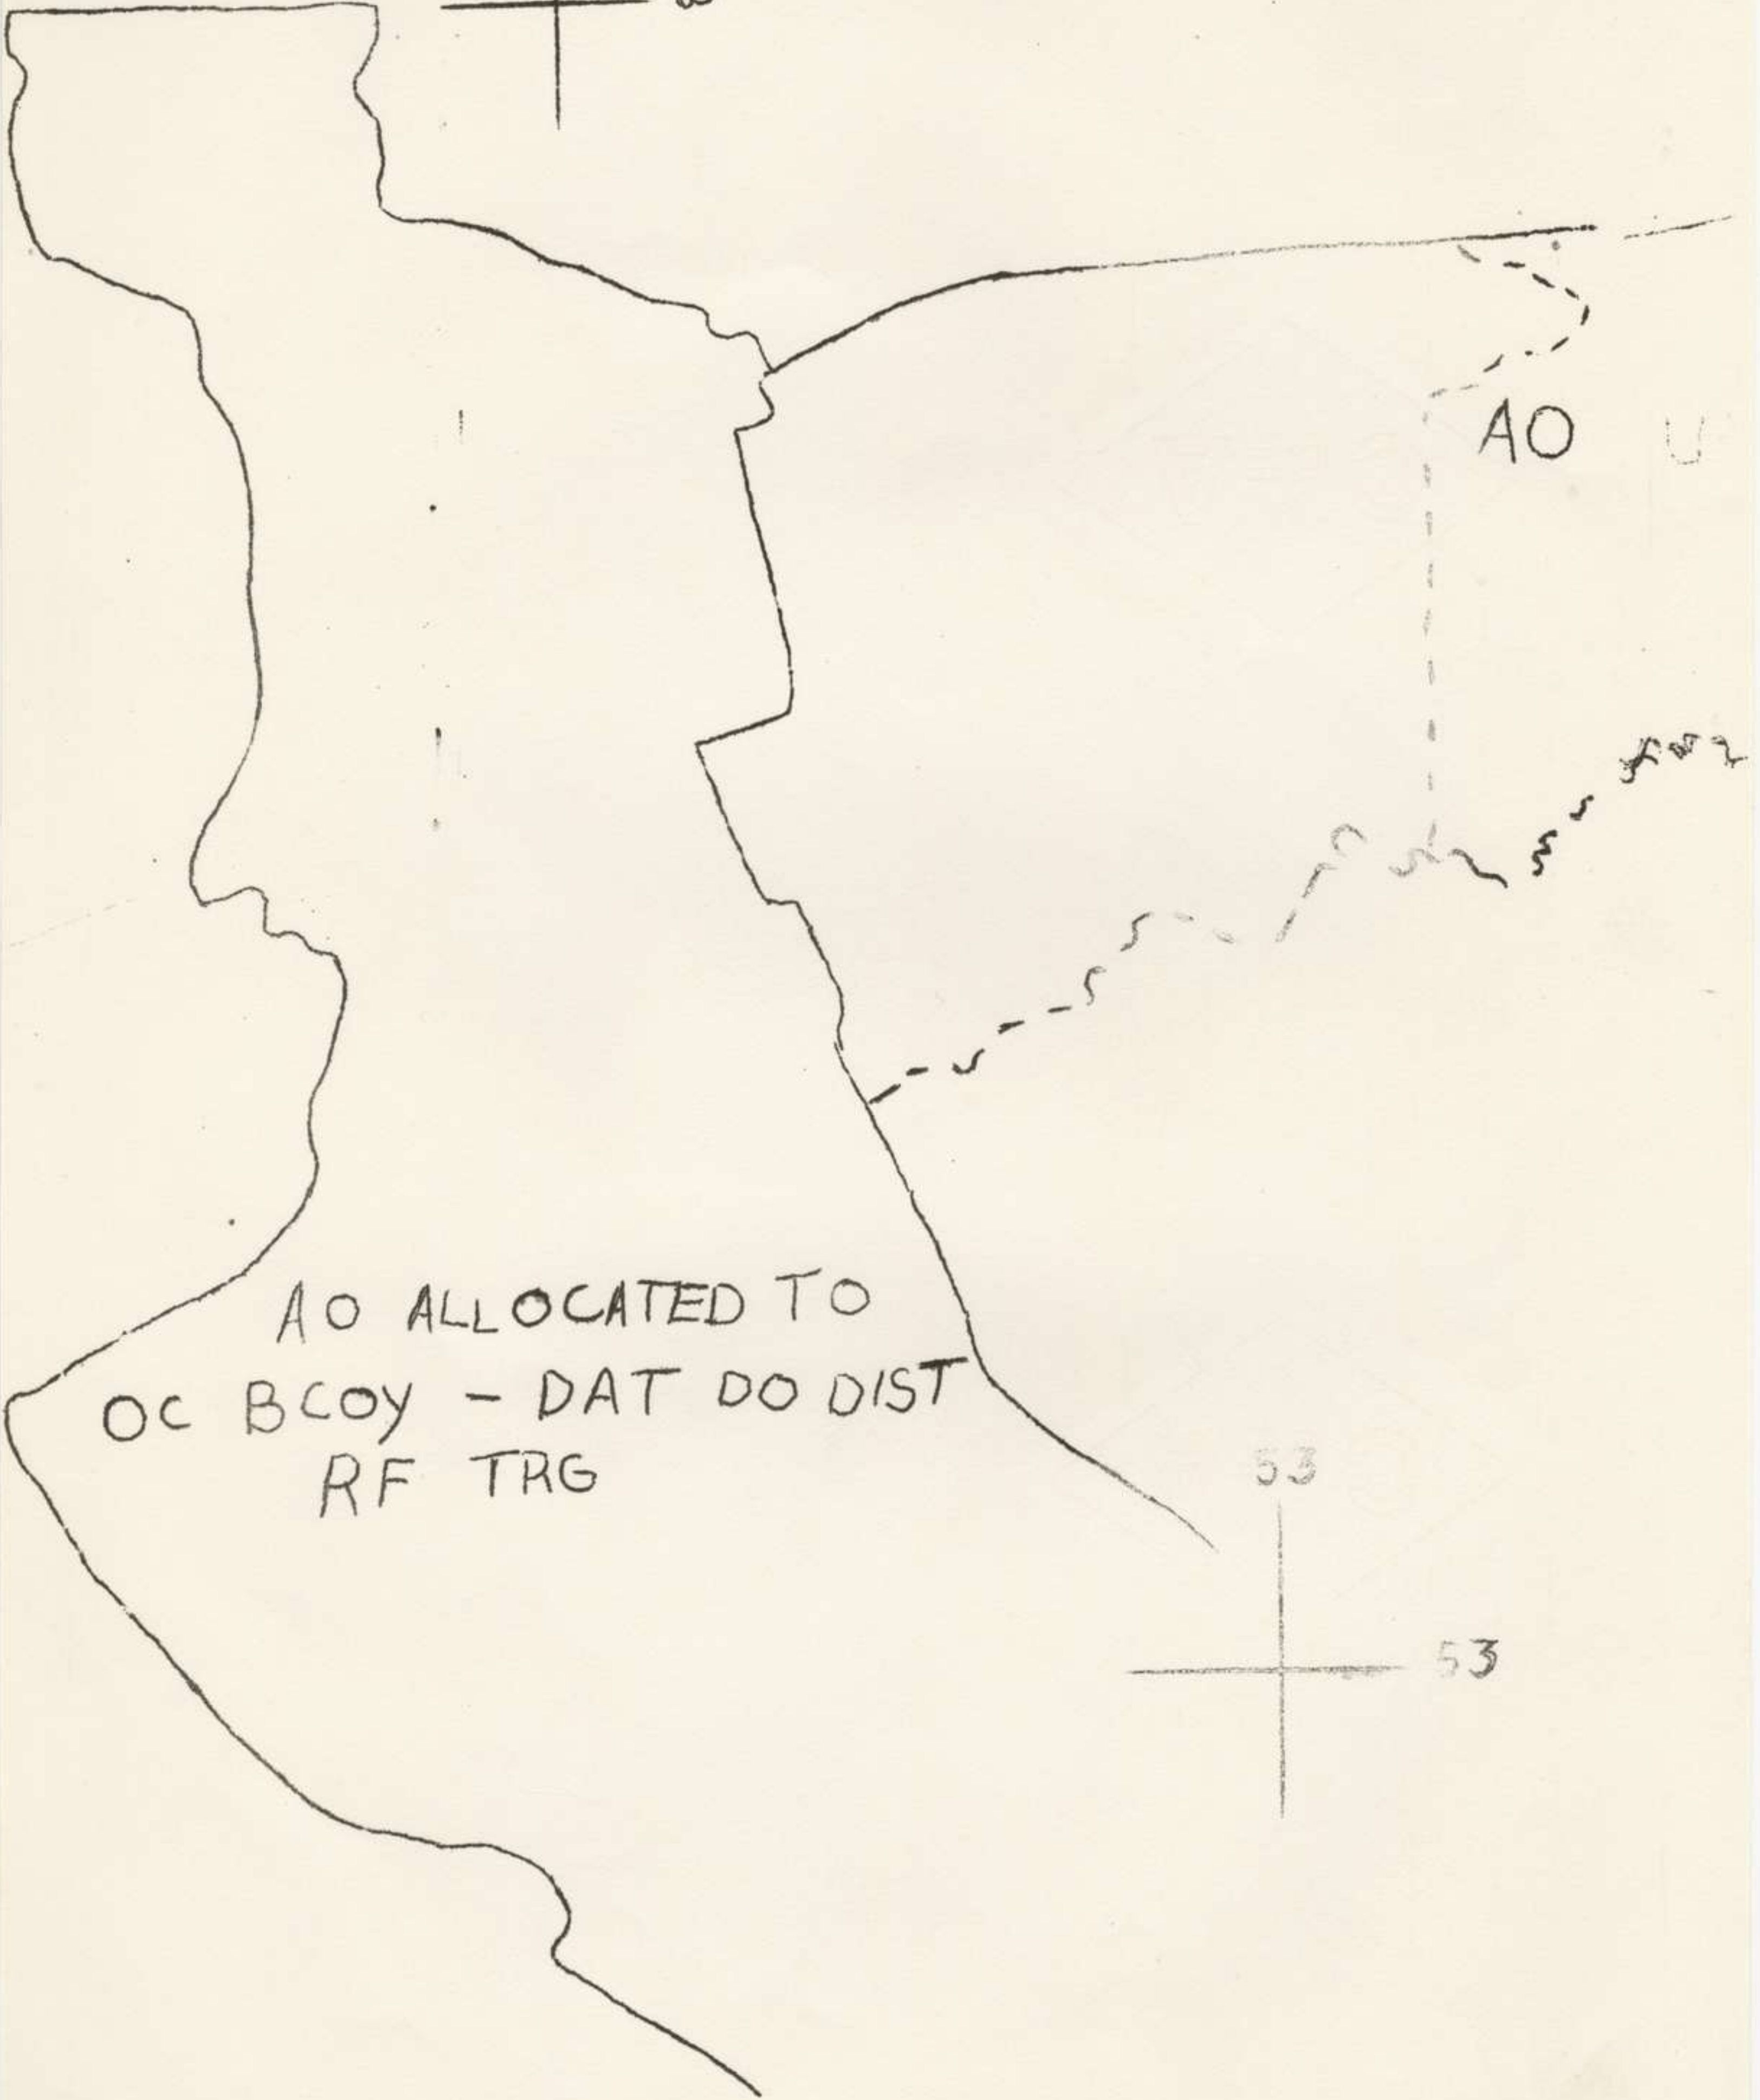 AO
AO ALLOCATED TO
OC BCOY - DAT DO DIST
RF TRG
53
53